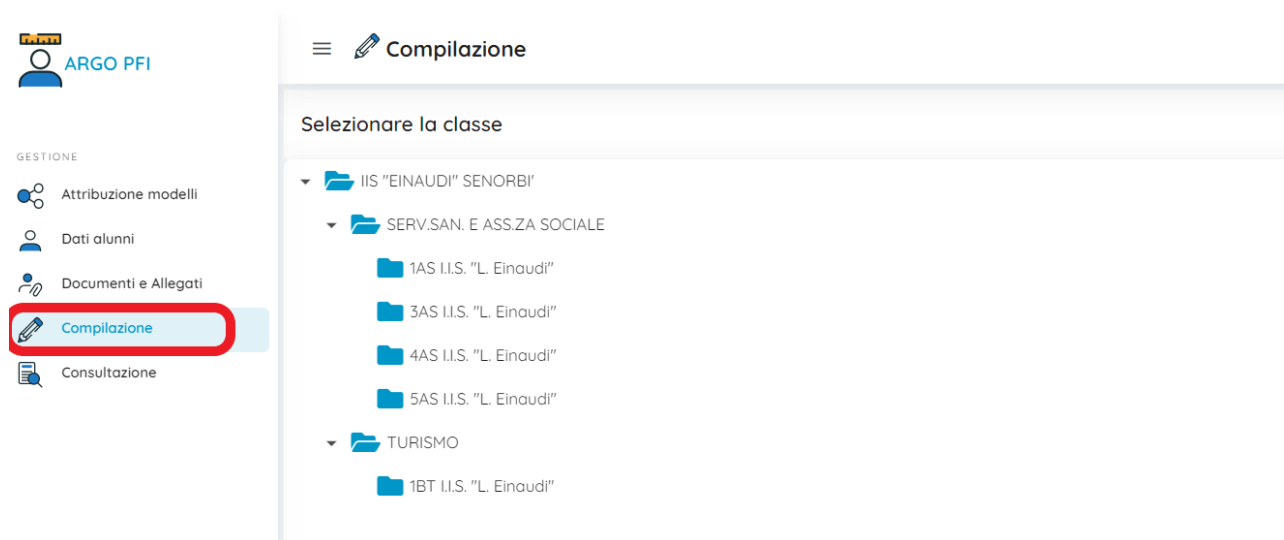 ARGO PFI
GESTIONE
Attribuzione modelli
Dati alunni
Documenti e Allegati
Compilazione
Consultazione
Compilazione
Selezionare la classe
IIS "EINAUDI" SENORBI'
SERV.SAN. E ASS.ZA SOCIALE
1AS I.I.S. "L. Einaudi"
3AS I.I.S. "L. Einaudi"
4AS I.I.S. "L. Einaudi"
5AS I.I.S. "L. Einaudi"
TURISMO
1BT I.I.S. "L. Einaudi"